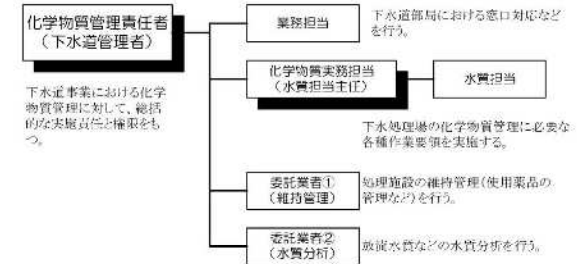 化学物質管理責任者
（下水道管理者）
下水道事業における化学
物質管理に対して、総括
的な実施責任と権限をも
つ。
業務担当
下水道部局における窓口対応など
を行う。
化学物質実務担当
（水質担当主任）
水質担当
下水処理場の化学物質管理に必要な
各種作業要領を実施する。
委託業者①
（維持管理）
処理施設の維持管理（使用薬品の
管理など）を行う。
委託業者②
（水質分析）
放流水質などの水質分析を行う。